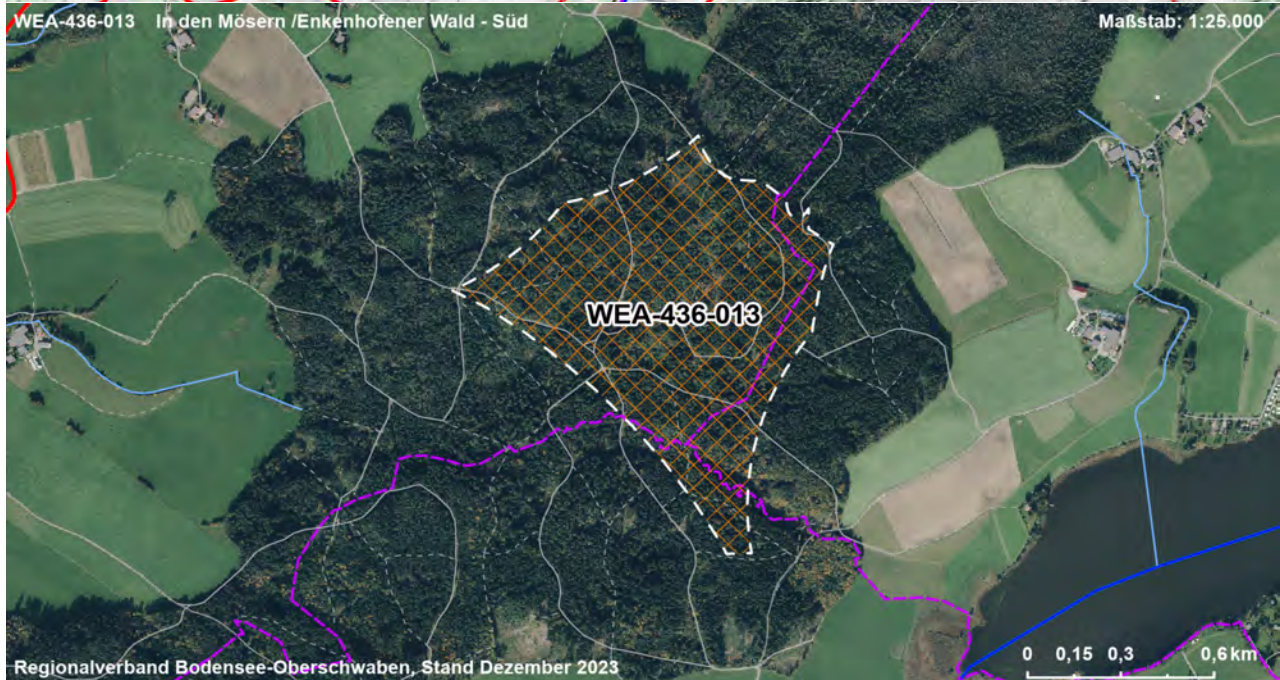 WEA-436-013 In den Mösern /Enkenhofener Wald - Süd
Maßstab: 1:25.000
WEA-436-013
Regionalverband Bodensee-Oberschwaben, Stand Dezember 2023
0 0,15 0,3 0,6 km